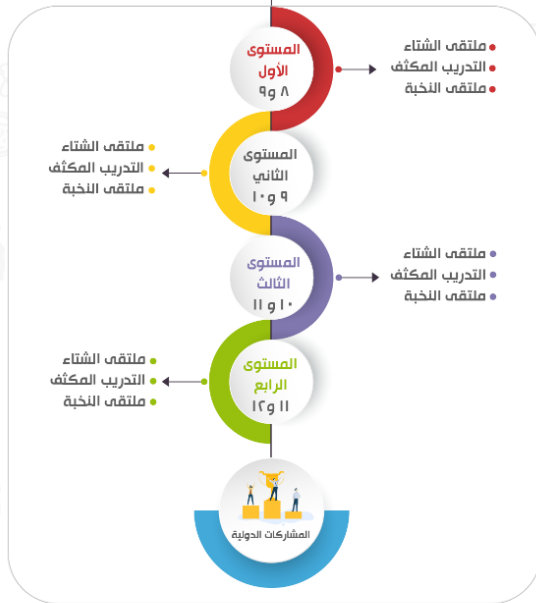 المستوى
الأول
٨ و٩
ملتقى الشتاء
التدريب المكثف
ملتقى النخبة
المستوى
الثاني
٩ و١٠
ملتقى الشتاء
التدريب المكثف
ملتقى النخبة
المستوى
الثالث
١٠ و ١١
ملتقى الشتاء
التدريب المكثف
ملتقى النخبة
المستوى
الرابع
١١ و١٢
ملتقى الشتاء
التدريب المكثف
ملتقى النخبة
المشاركات الدولية